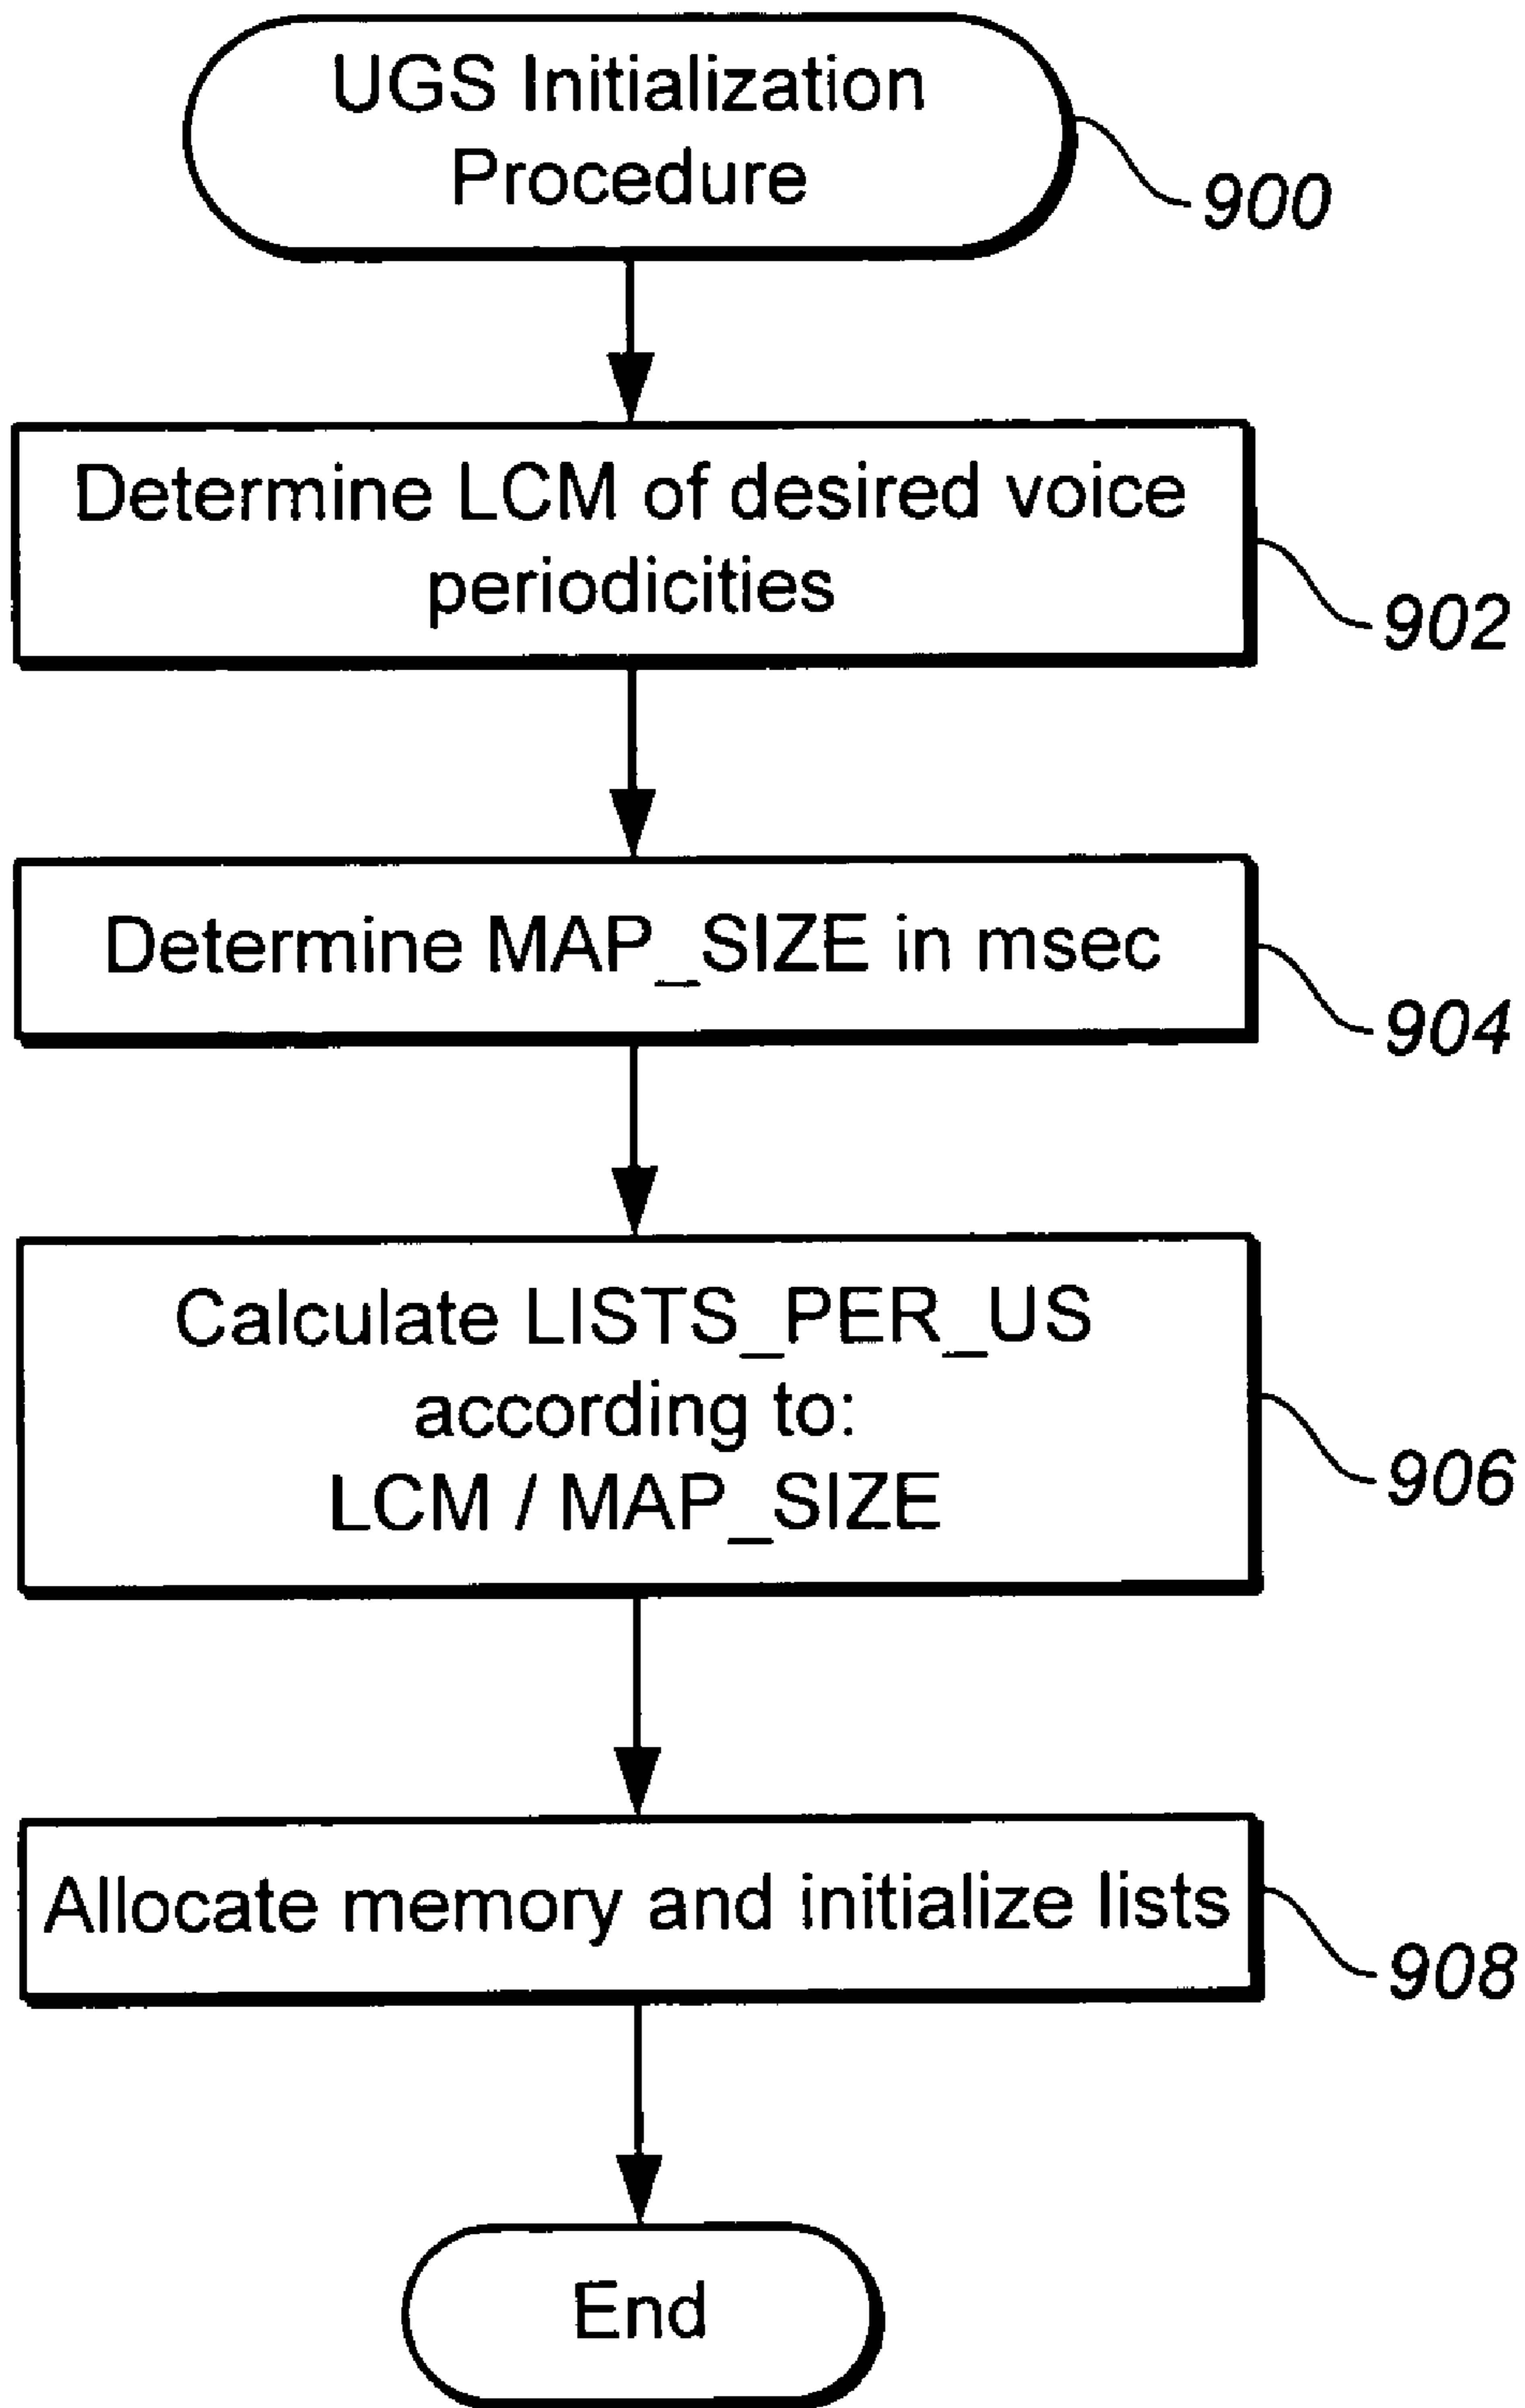 UGS Initialization
Procedure
900
Determine LCM of desired voice
periodicities
902
Determine MAP_SIZE in msec
904
Calculate LISTS_PER_US
according to:
LCM / MAP_SIZE
906
Allocate memory and initialize lists
908
End